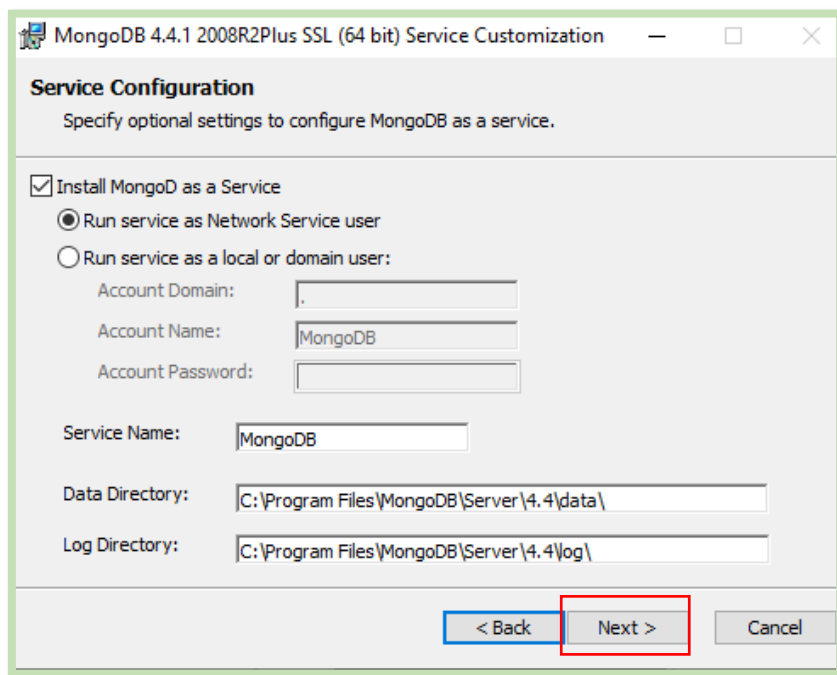 MongoDB 4.4.1 2008R2Plus SSL (64 bit) Service Customization
Service Configuration
Specify optional settings to configure MongoDB as a service.
Install MongoD as a Service
Run service as Network Service user
Run service as a local or domain user:
Account Domain: .
Account Name: MongoDB
Account Password:
Service Name: MongoDB
Data Directory: C:\Program Files\MongoDB\Server\4.4\data\
Log Directory: C:\Program Files\MongoDB\Server\4.4\log\
< Back Next > Cancel